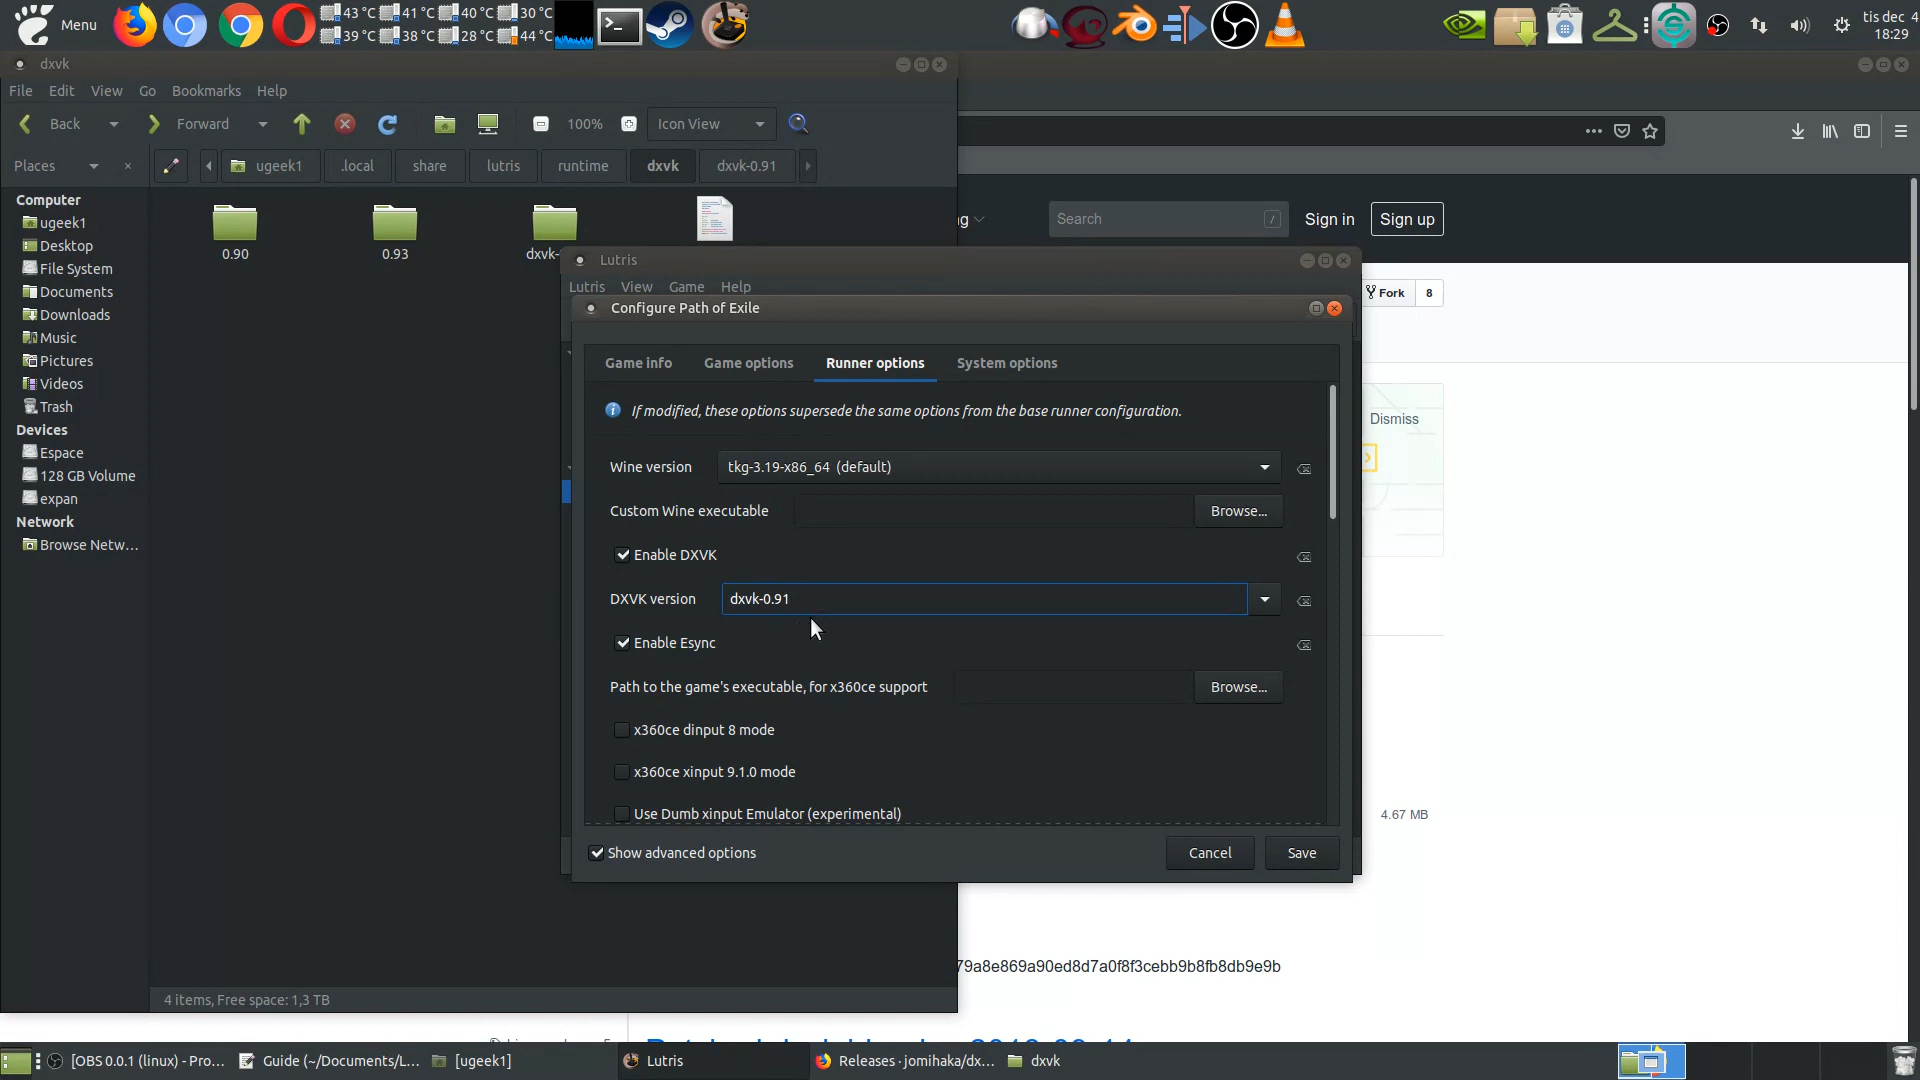 Menu
43 °C 41 °C 40 °C 30 °C
39 °C 38 °C 28 °C 44 °C
tis dec 4
18:29
dxvk
File Edit View Go Bookmarks Help
Back Forward 100% Icon View
Places
ugeek1 .local share lutris runtime dxvk dxvk-0.91
Computer
ugeek1
Desktop
File System
Documents
Downloads
Music
Pictures
Videos
Trash
Devices
Espace
128 GB Volume
expan
Network
Browse Netw...
0.90 0.93 dxvk-
4 items, Free space: 1,3 TB
Search /
Sign in Sign up
Fork 8
Dismiss
4.67 MB
79a8e869a90ed8d7a0f8f3cebb9b8fb8db9e9b
Lutris
Lutris View Game Help
Configure Path of Exile
Game info Game options Runner options System options
If modified, these options supersede the same options from the base runner configuration.
Wine version tkg-3.19-x86_64 (default)
Custom Wine executable Browse...
Enable DXVK
DXVK version dxvk-0.91
Enable Esync
Path to the game's executable, for x360ce support Browse...
x360ce dinput 8 mode
x360ce xinput 9.1.0 mode
Use Dumb xinput Emulator (experimental)
Show advanced options Cancel Save
[OBS 0.0.1 (linux) - Pro... Guide (~/Documents/L... [ugeek1] Lutris Releases · jomihaka/dx... dxvk